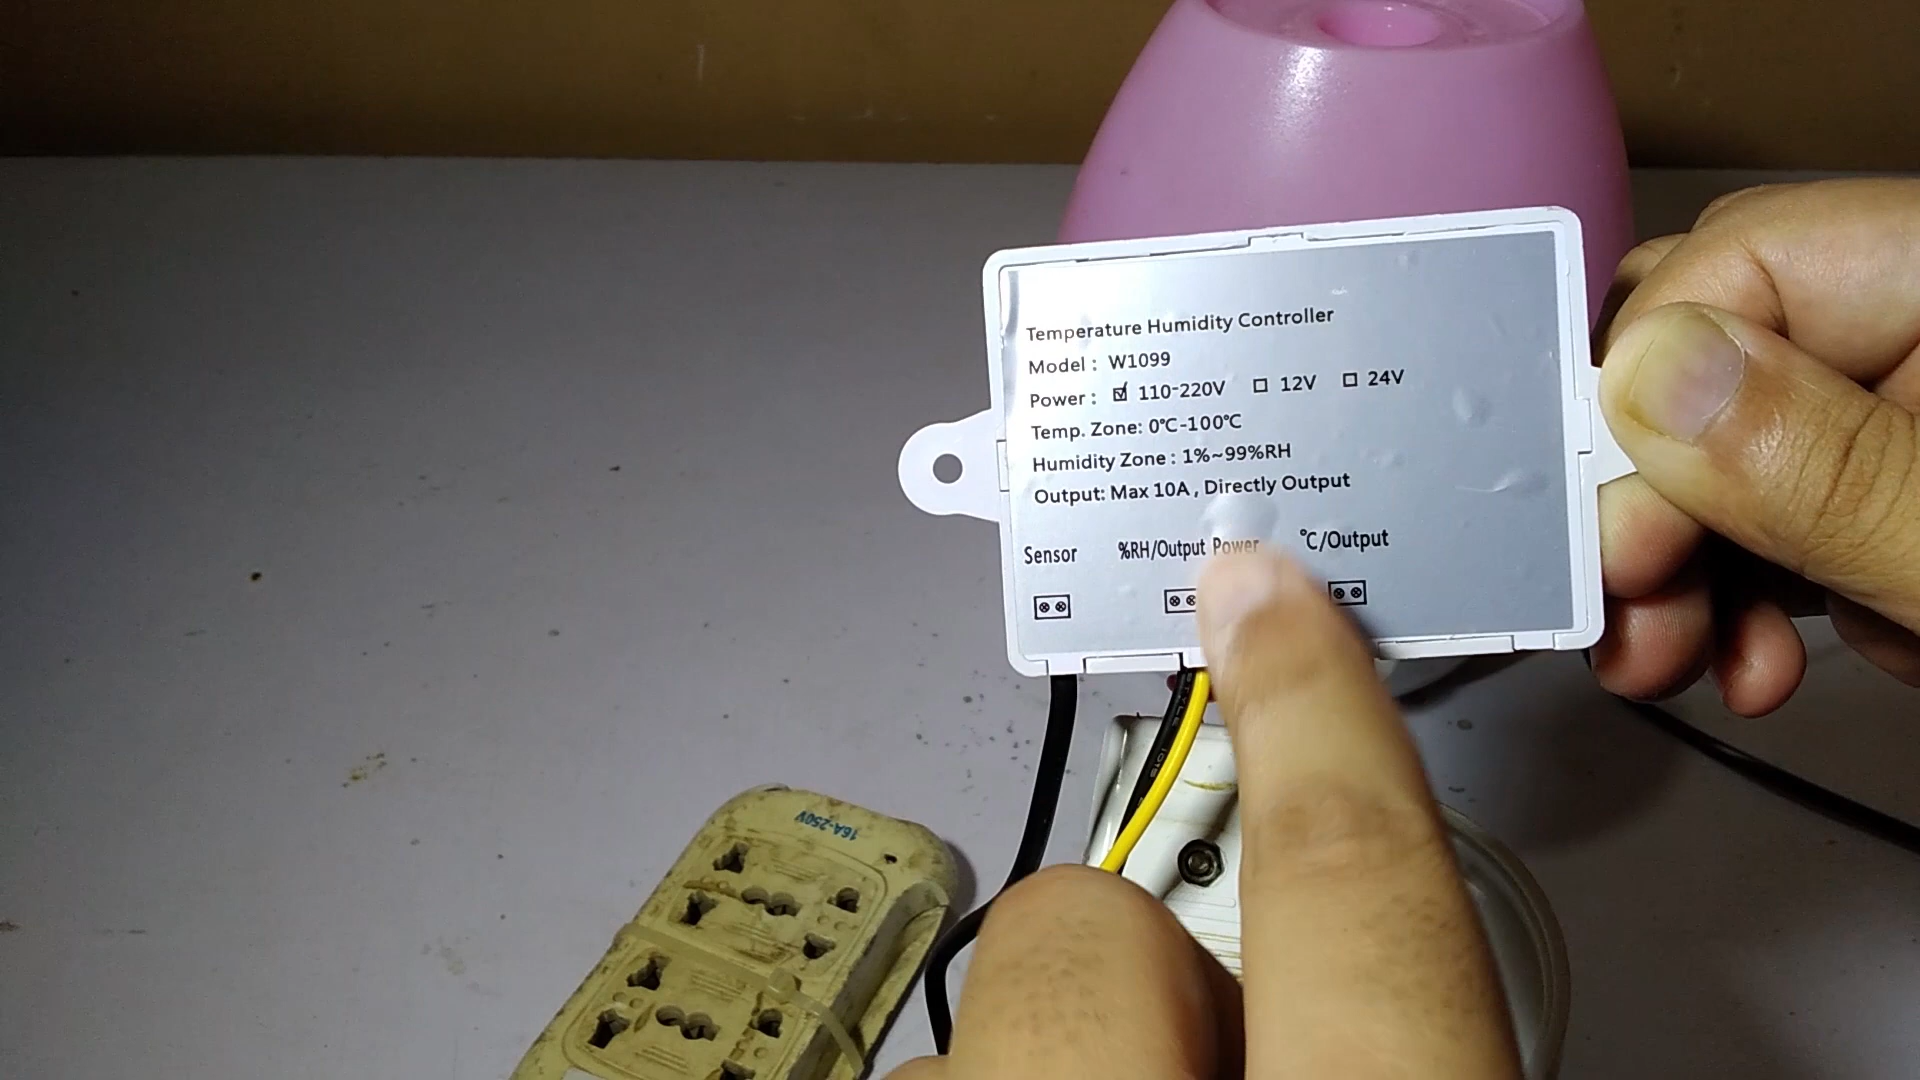 Temperature Humidity Controller
Model : W1099
Power : ☑ 110-220V ☐ 12V ☐ 24V
Temp. Zone: 0℃-100℃
Humidity Zone : 1%~99%RH
Output: Max 10A , Directly Output
Sensor %RH/Output Power ℃/Output
16A-250V